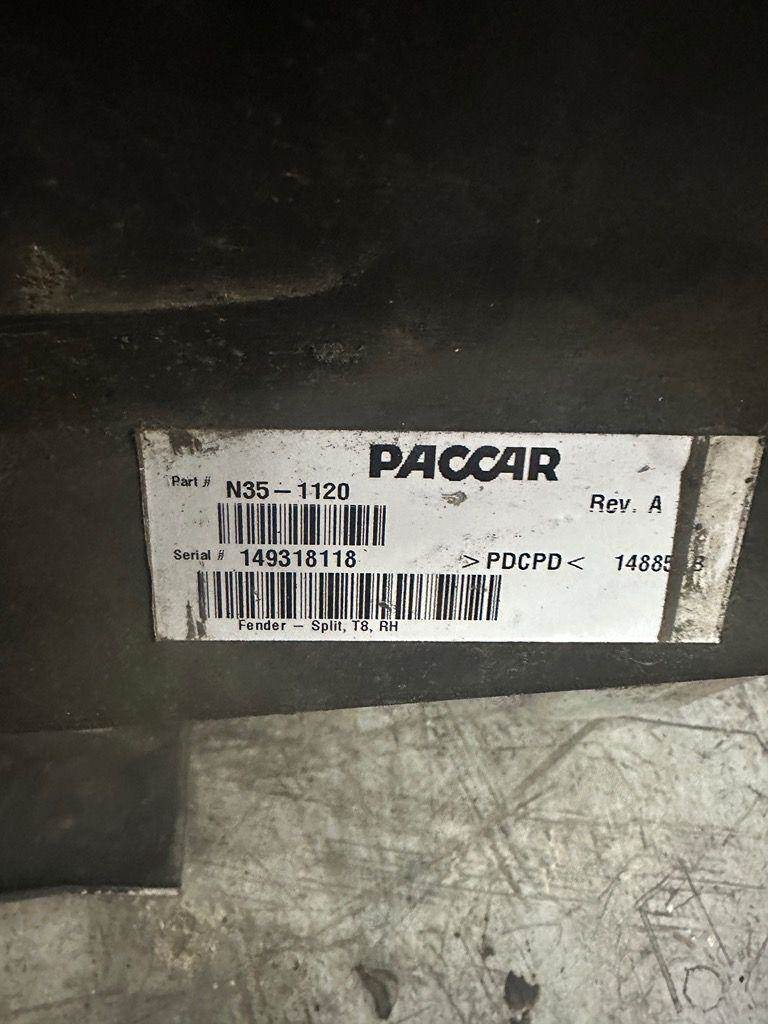 PACCAR
Part # N35-1120
Rev. A
Serial # 149318118 >PDCPD<
Fender - Split, T8, RH